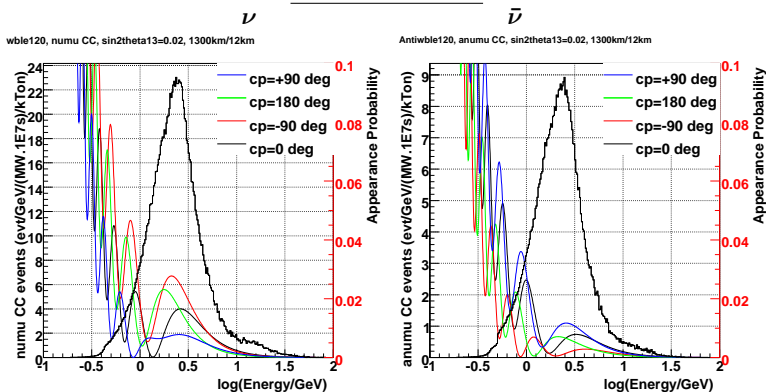 ν
ν̄
wble120, numu CC, sin2theta13=0.02, 1300km/12km
Antiwble120, anumu CC, sin2theta13=0.02, 1300km/12km
numu CC events (evt/GeV/(MW.1E7s)/kTon)
24
22
20
18
16
14
12
10
8
6
4
2
0
-1
-0.5
0
0.5
1
1.5
2
log(Energy/GeV)
cp=+90 deg
cp=180 deg
cp=-90 deg
cp=0 deg
0.1
0.08
0.06
0.04
0.02
0
Appearance Probability
anumu CC events (evt/GeV/(MW.1E7s)/kTon)
9
8
7
6
5
4
3
2
1
0
-1
-0.5
0
0.5
1
1.5
2
log(Energy/GeV)
cp=+90 deg
cp=180 deg
cp=-90 deg
cp=0 deg
0.1
0.08
0.06
0.04
0.02
0
Appearance Probability